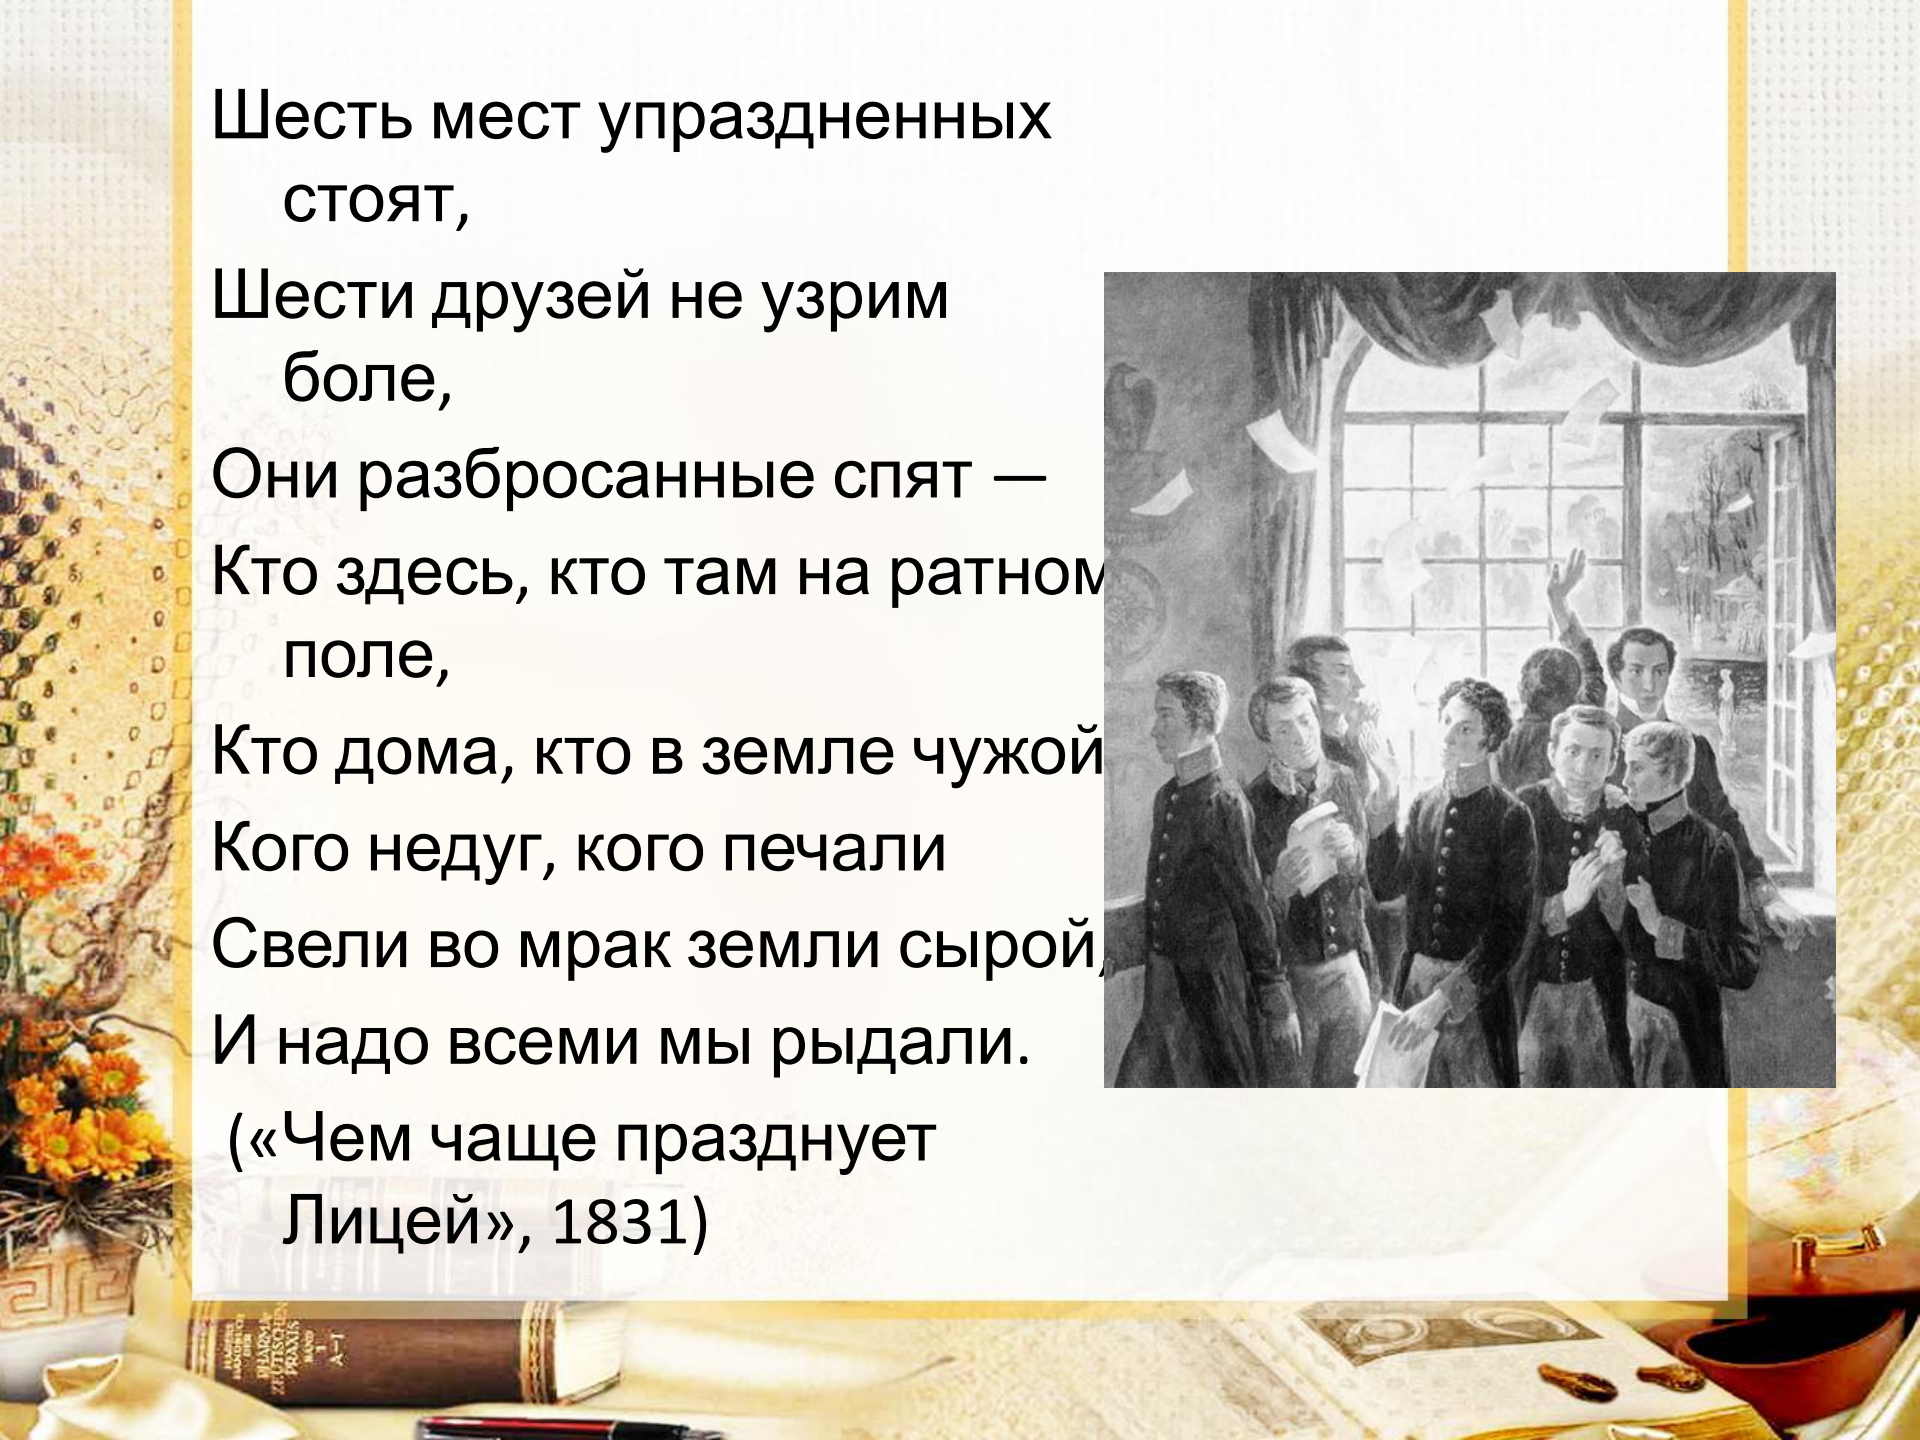 Шесть мест упраздненных
стоят,
Шести друзей не узрим
боле,
Они разбросанные спят —
Кто здесь, кто там на ратном
поле,
Кто дома, кто в земле чужой
Кого недуг, кого печали
Свели во мрак земли сырой,
И надо всеми мы рыдали.
(«Чем чаще празднует
Лицей», 1831)
PRAXIS
BAND
A–I